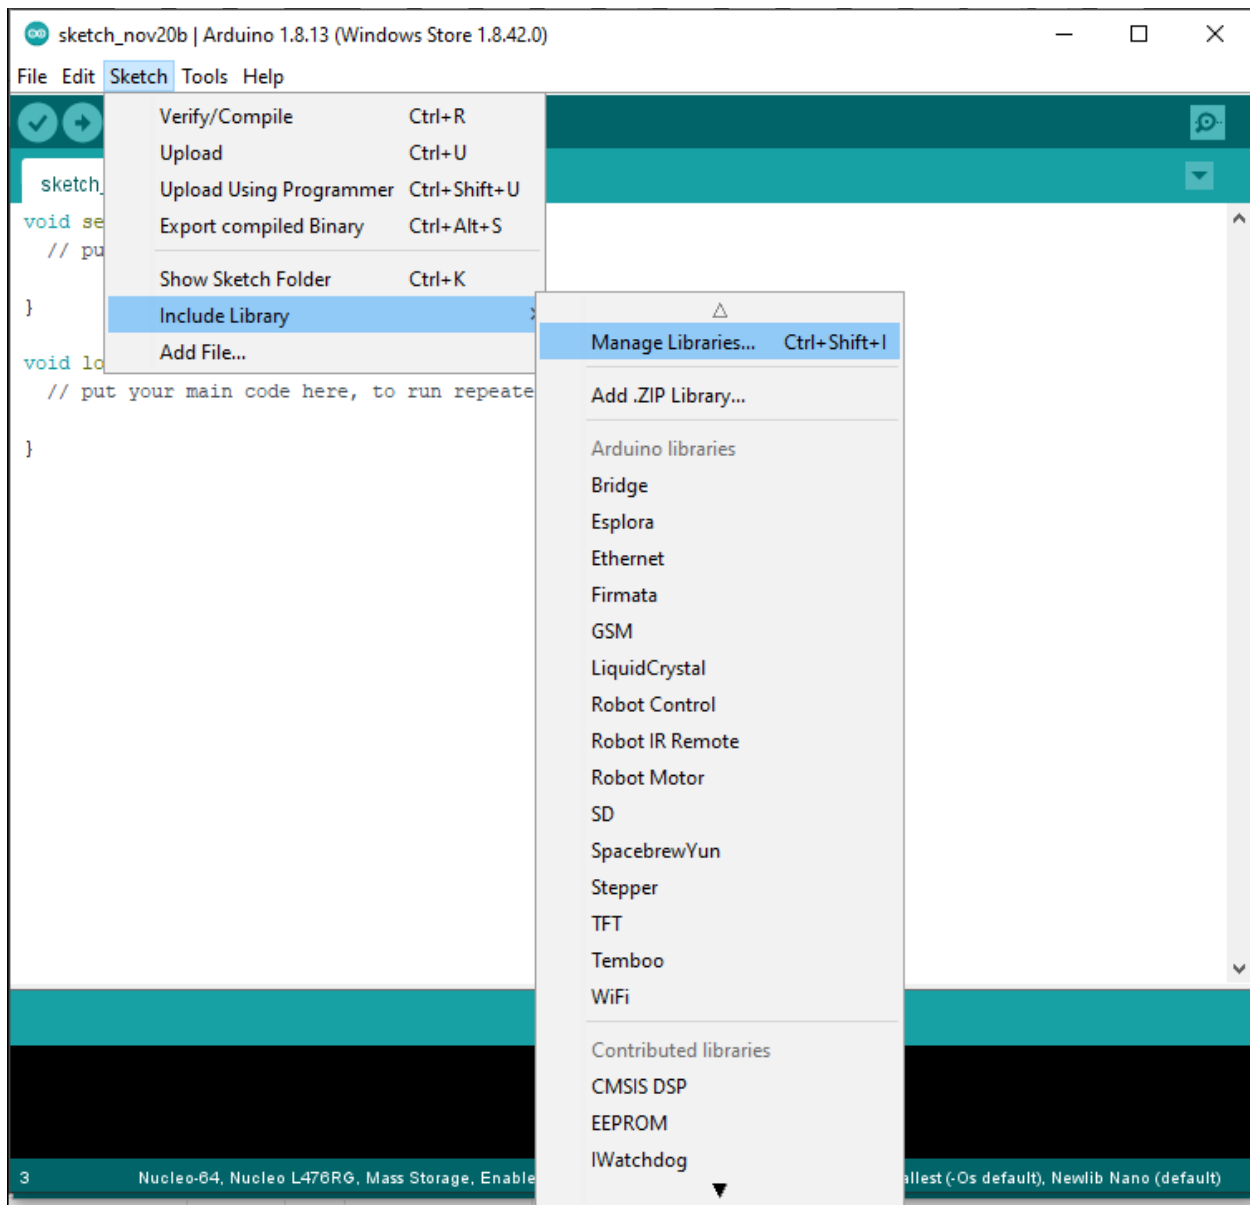 sketch_nov20b | Arduino 1.8.13 (Windows Store 1.8.42.0)
File Edit Sketch Tools Help
Verify/Compile Ctrl+R
Upload Ctrl+U
Upload Using Programmer Ctrl+Shift+U
Export compiled Binary Ctrl+Alt+S
Show Sketch Folder Ctrl+K
Include Library
Add File...
sketch_
void se
// pu
}
void lo
// put your main code here, to run repeate
}
Manage Libraries... Ctrl+Shift+I
Add .ZIP Library...
Arduino libraries
Bridge
Esplora
Ethernet
Firmata
GSM
LiquidCrystal
Robot Control
Robot IR Remote
Robot Motor
SD
SpacebrewYun
Stepper
TFT
Temboo
WiFi
Contributed libraries
CMSIS DSP
EEPROM
IWatchdog
3 Nucleo-64, Nucleo L476RG, Mass Storage, Enable allest (-Os default), Newlib Nano (default)